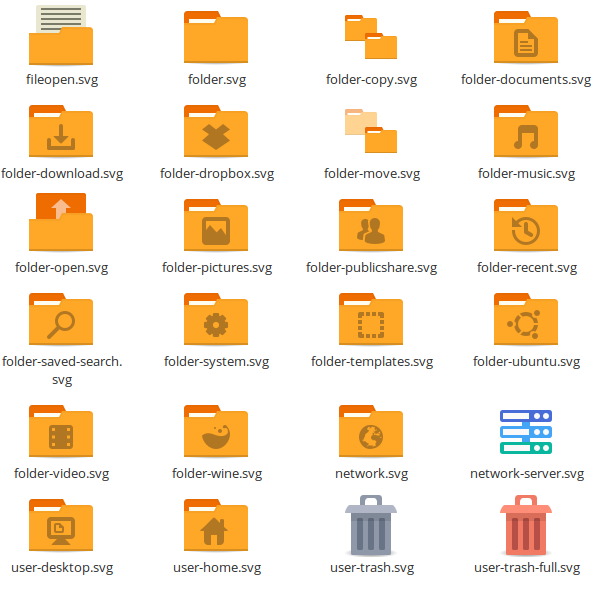 fileopen.svg
folder.svg
folder-copy.svg
folder-documents.svg
folder-download.svg
folder-dropbox.svg
folder-move.svg
folder-music.svg
folder-open.svg
folder-pictures.svg
folder-publicshare.svg
folder-recent.svg
folder-saved-search.
svg
folder-system.svg
folder-templates.svg
folder-ubuntu.svg
folder-video.svg
folder-wine.svg
network.svg
network-server.svg
user-desktop.svg
user-home.svg
user-trash.svg
user-trash-full.svg